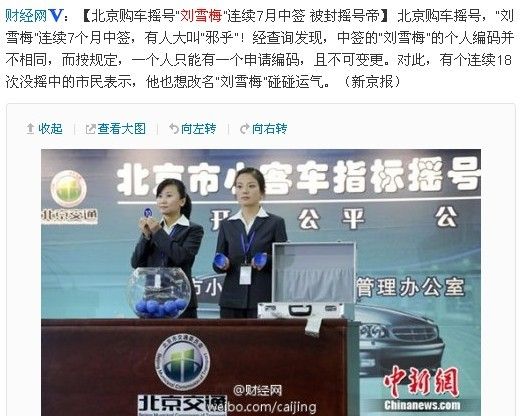 财经网V：【北京购车摇号"刘雪梅"连续7月中签 被封摇号帝】 北京购车摇号，"刘
雪梅"连续7个月中签，有人大叫"邪乎"！经查询发现，中签的"刘雪梅"的个人编码并
不相同，而按规定，一个人只能有一个申请编码，且不可变更。对此，有个连续18
次没摇中的市民表示，他也想改名"刘雪梅"碰碰运气。（新京报）
收起 查看大图 向左转 向右转
北京市小客车指标摇号
开 公平 公
北京交通
市小
管理办公室
北京交通
@财经网
weibo.com/caijing
中新网
Chinanews.com